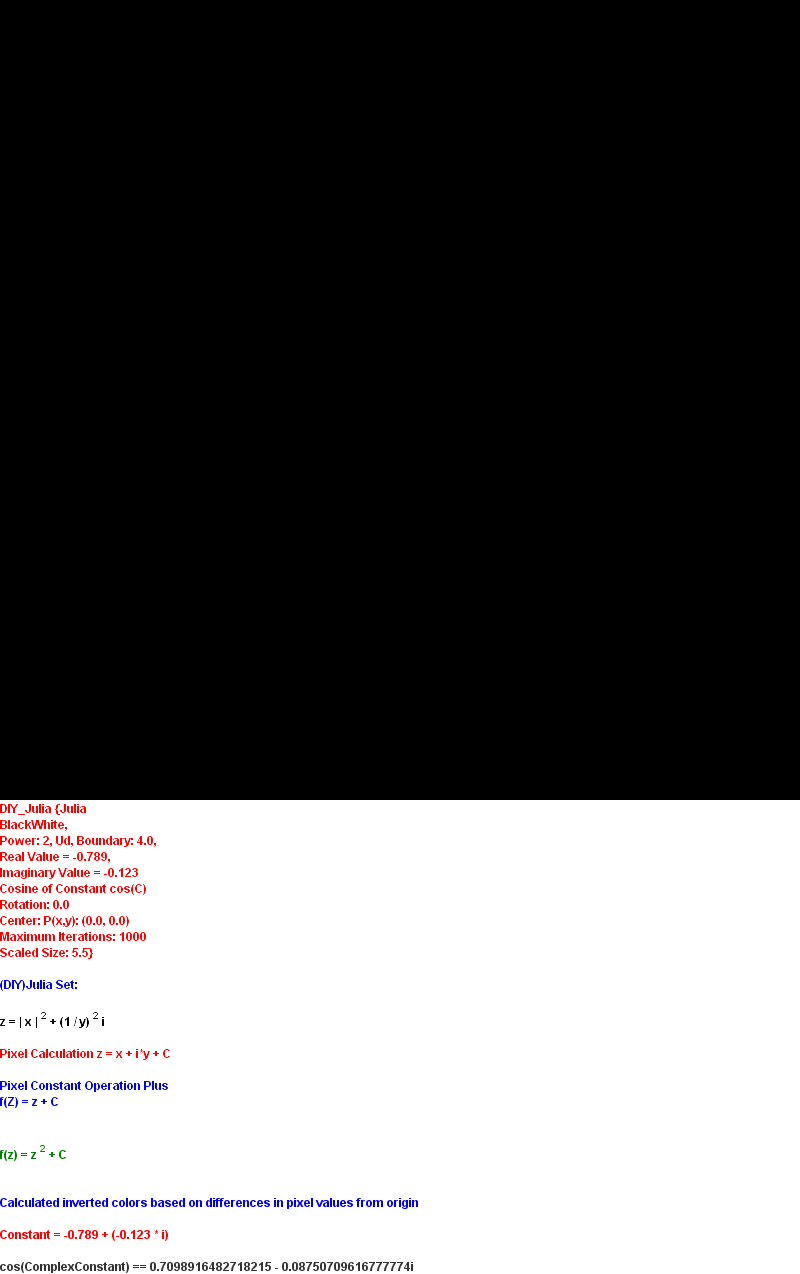 DIY_Julia {Julia
BlackWhite,
Power: 2, Ud, Boundary: 4.0,
Real Value = -0.789,
Imaginary Value = -0.123
Cosine of Constant cos(C)
Rotation: 0.0
Center: P(x,y): (0.0, 0.0)
Maximum Iterations: 1000
Scaled Size: 5.5}
(DIY)Julia Set:
z = | x | ² + (1 / y) ² i
Pixel Calculation z = x + i*y + C
Pixel Constant Operation Plus
f(Z) = z + C
f(z) = z ² + C
Calculated inverted colors based on differences in pixel values from origin
Constant = -0.789 + (-0.123 * i)
cos(ComplexConstant) == 0.7098916482718215 - 0.08750709616777774i